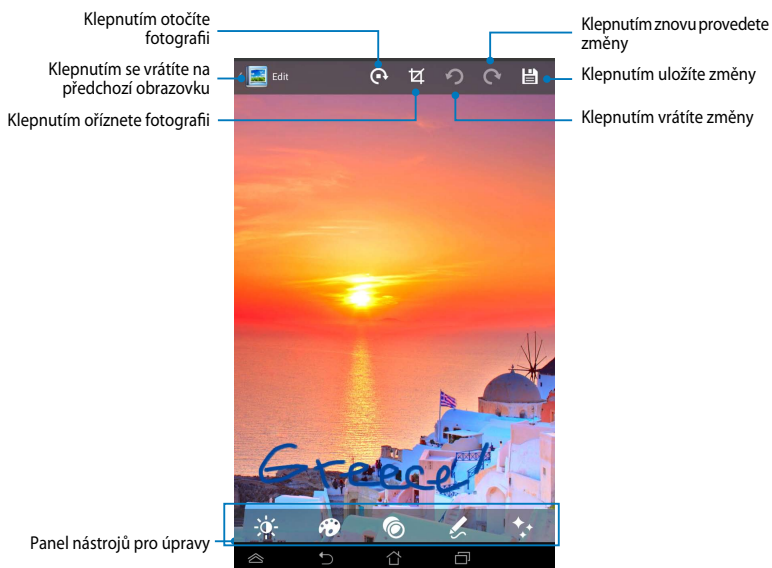 Klepnutím otočíte
fotografii
Klepnutím se vrátíte na
předchozí obrazovku
Klepnutím oříznete fotografii
Edit
Klepnutím znovu provedete
změny
Klepnutím uložíte změny
Klepnutím vrátíte změny
Greece!
Panel nástrojů pro úpravy